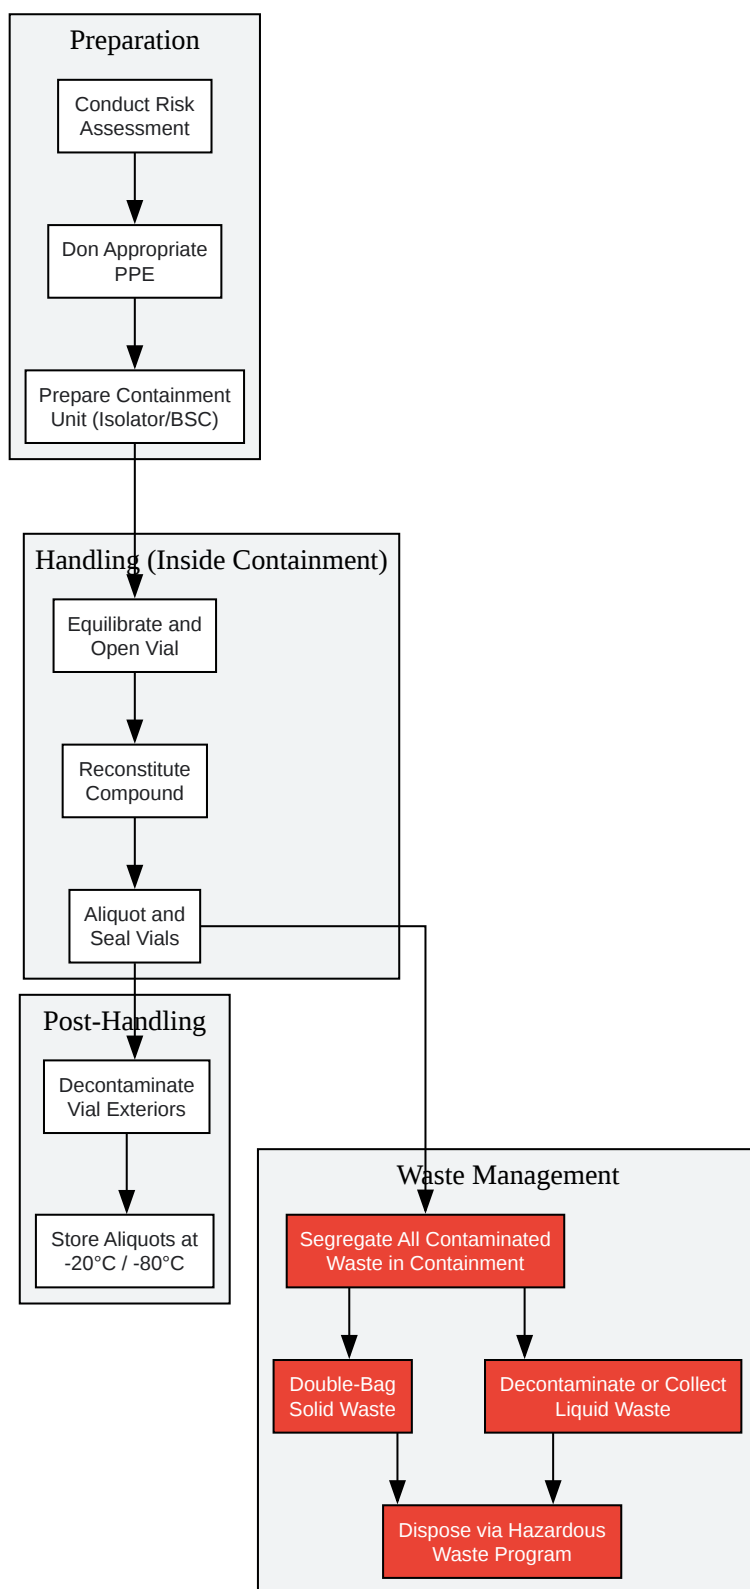 Preparation
Conduct Risk
Assessment
Don Appropriate
PPE
Prepare Containment
Unit (Isolator/BSC)
Handling (Inside Containment)
Equilibrate and
Open Vial
Reconstitute
Compound
Aliquot and
Seal Vials
Post-Handling
Decontaminate
Vial Exteriors
Store Aliquots at
-20°C / -80°C
Waste Management
Segregate All Contaminated
Waste in Containment
Double-Bag
Solid Waste
Decontaminate or Collect
Liquid Waste
Dispose via Hazardous
Waste Program